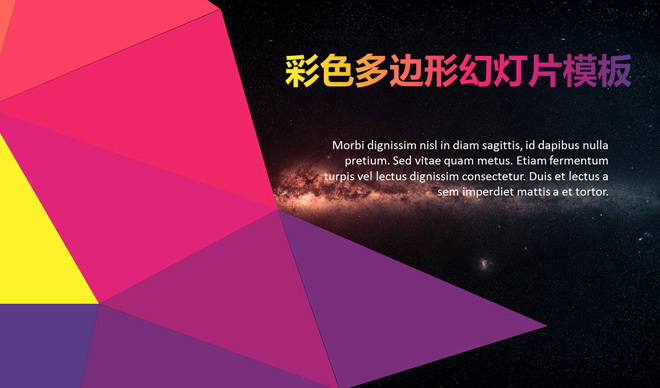 彩色多边形幻灯片模板
Morbi dignissim nisl in diam sagittis, id dapibus nulla
pretium. Sed vitae quam metus. Etiam fermentum
turpis vel lectus dignissim consectetur. Duis et lectus a
sem imperdiet mattis a et tortor.